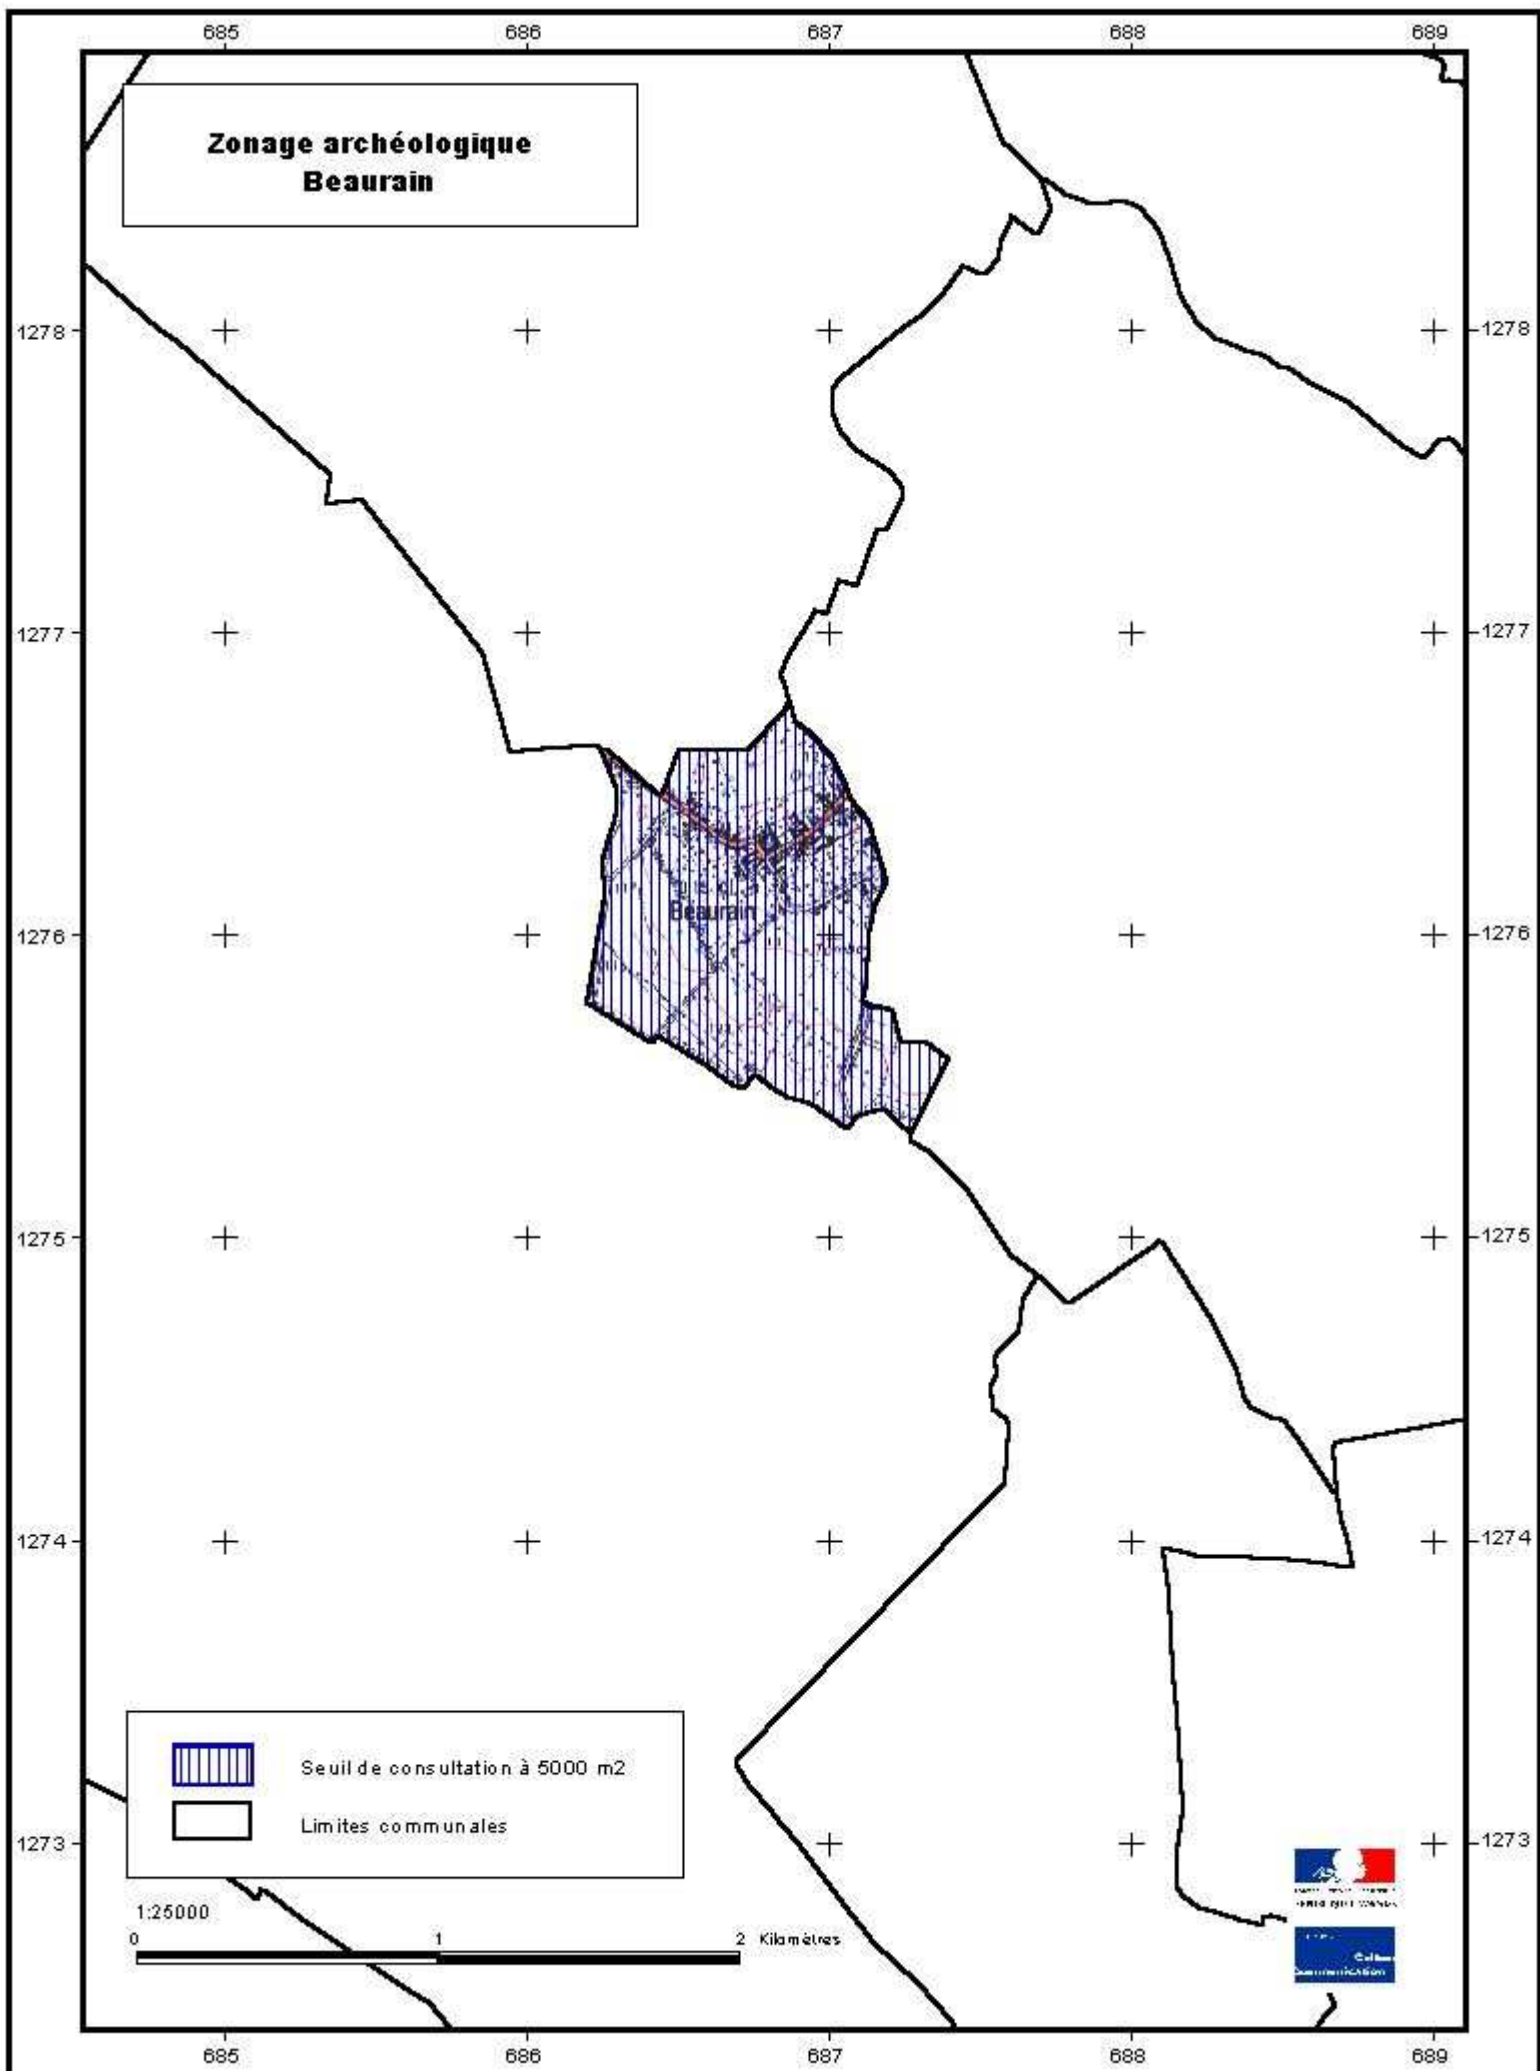 685 686 687 688 689
Zonage archéologique
Beaurain
1278 1278
1277 1277
Beaurain
1276 1276
1275 1275
1274 1274
Seuil de consultation à 5000 m2
Limites communales
1273 1273
1:25000
0 1 2 Kilomètres
685 686 687 688 689